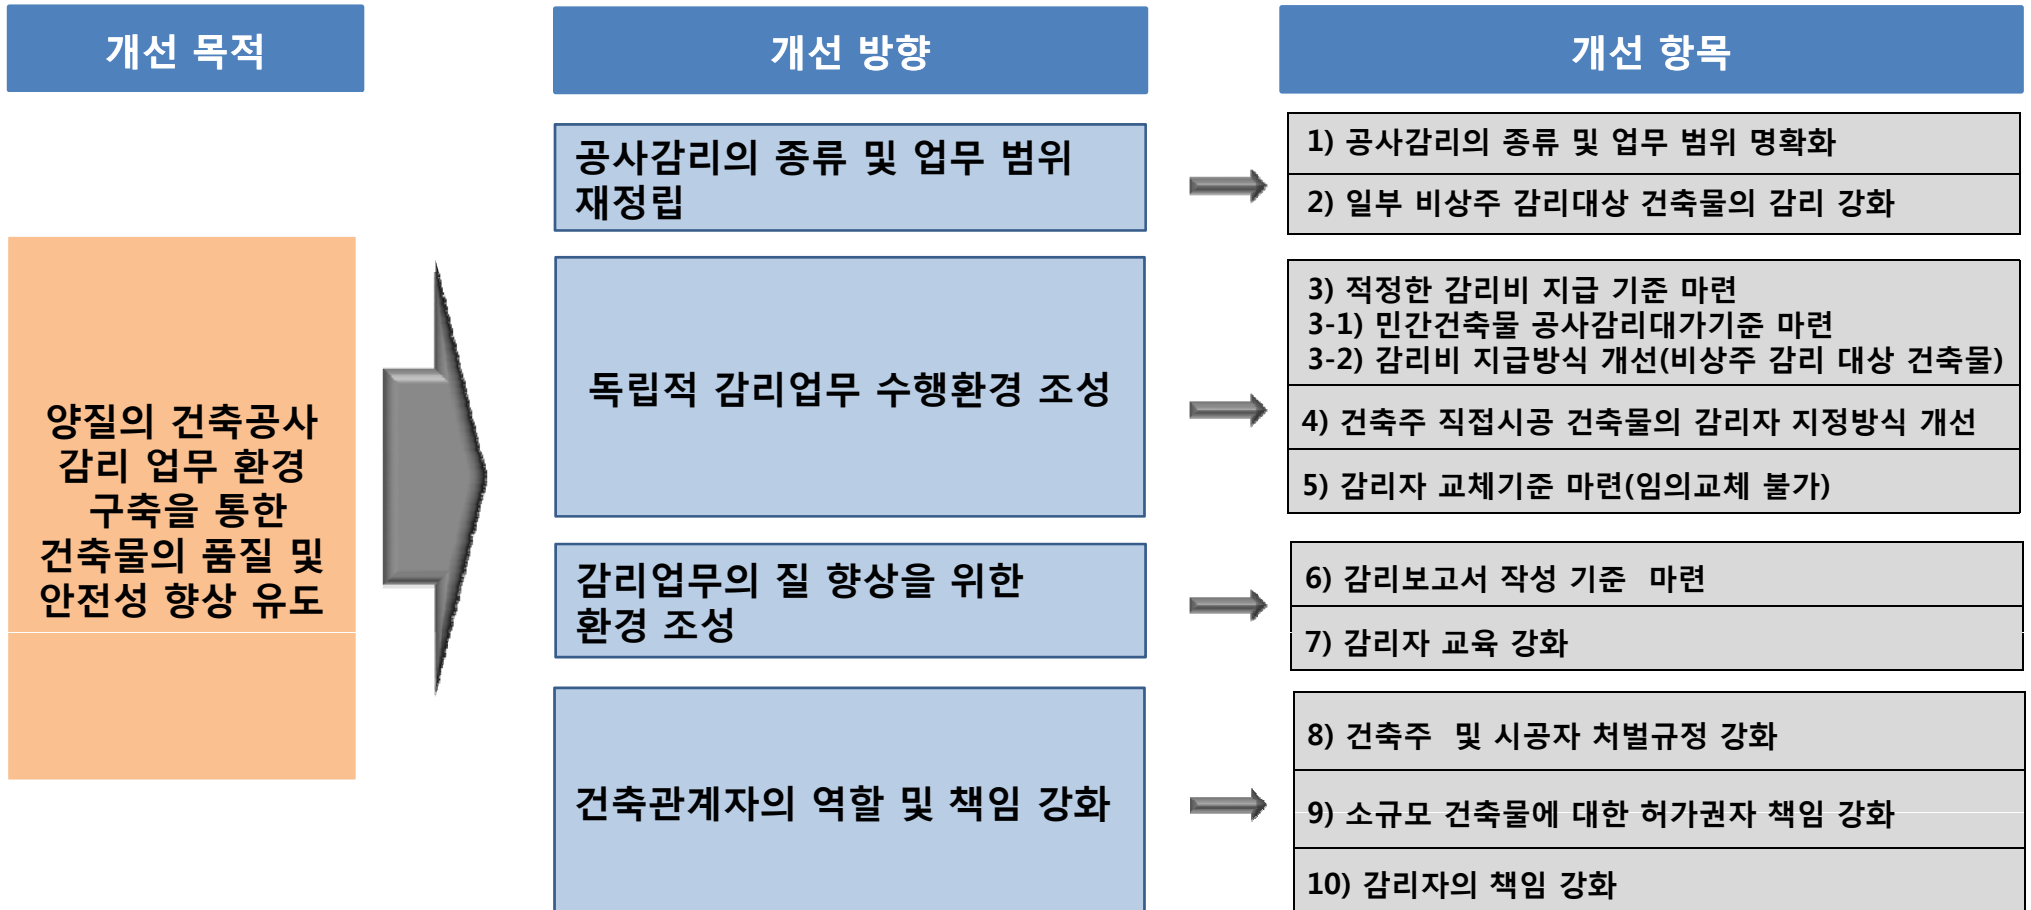 개선 목적
개선 방향
개선 항목
양질의 건축공사
감리 업무 환경
구축을 통한
건축물의 품질 및
안전성 향상 유도
공사감리의 종류 및 업무 범위
재정립
1) 공사감리의 종류 및 업무 범위 명확화
2) 일부 비상주 감리대상 건축물의 감리 강화
독립적 감리업무 수행환경 조성
3) 적정한 감리비 지급 기준 마련
3-1) 민간건축물 공사감리대가기준 마련
3-2) 감리비 지급방식 개선(비상주 감리 대상 건축물)
4) 건축주 직접시공 건축물의 감리자 지정방식 개선
5) 감리자 교체기준 마련(임의교체 불가)
감리업무의 질 향상을 위한
환경 조성
6) 감리보고서 작성 기준  마련
7) 감리자 교육 강화
건축관계자의 역할 및 책임 강화
8) 건축주  및 시공자 처벌규정 강화
9) 소규모 건축물에 대한 허가권자 책임 강화
10) 감리자의 책임 강화